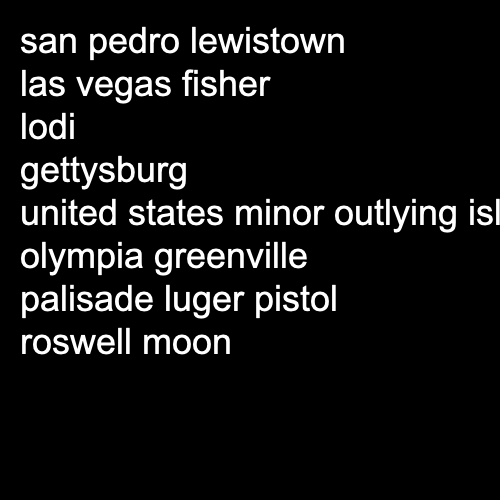 san pedro lewistown
las vegas fisher
lodi
gettysburg
united states minor outlying
olympia greenville
palisade luger pistol
roswell moon